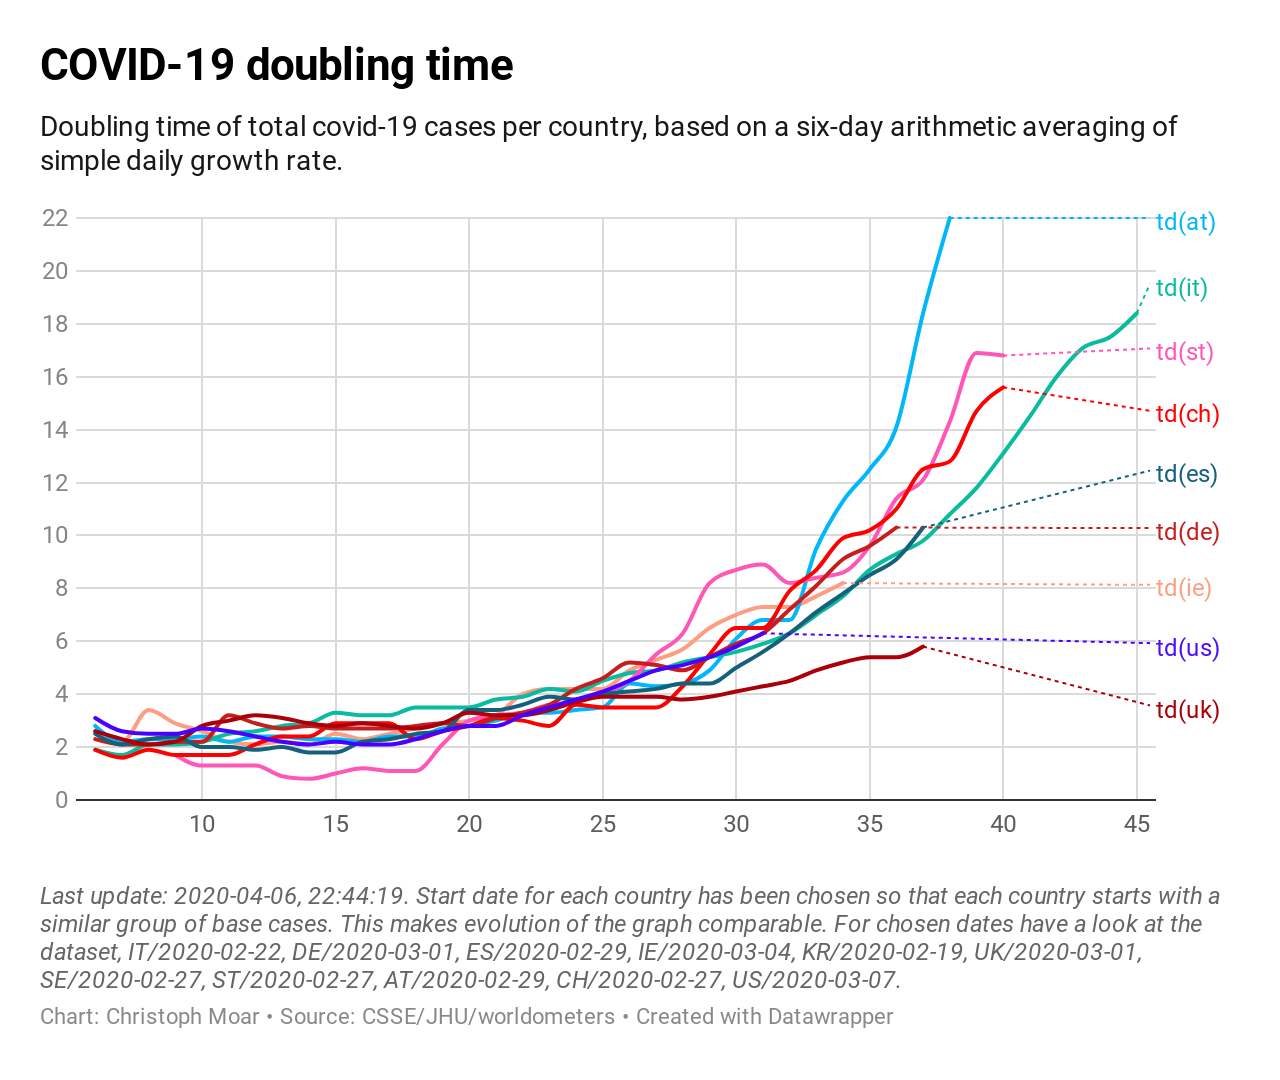 COVID-19 doubling time
Doubling time of total covid-19 cases per country, based on a six-day arithmetic averaging of
simple daily growth rate.
22
20
18
16
14
12
10
8
6
4
2
0
td(at)
td(it)
td(st)
td(ch)
td(es)
td(de)
td(ie)
td(us)
td(uk)
10 15 20 25 30 35 40 45
Last update: 2020-04-06, 22:44:19. Start date for each country has been chosen so that each country starts with a
similar group of base cases. This makes evolution of the graph comparable. For chosen dates have a look at the
dataset, IT/2020-02-22, DE/2020-03-01, ES/2020-02-29, IE/2020-03-04, KR/2020-02-19, UK/2020-03-01,
SE/2020-02-27, ST/2020-02-27, AT/2020-02-29, CH/2020-02-27, US/2020-03-07.
Chart: Christoph Moar • Source: CSSE/JHU/worldometers • Created with Datawrapper